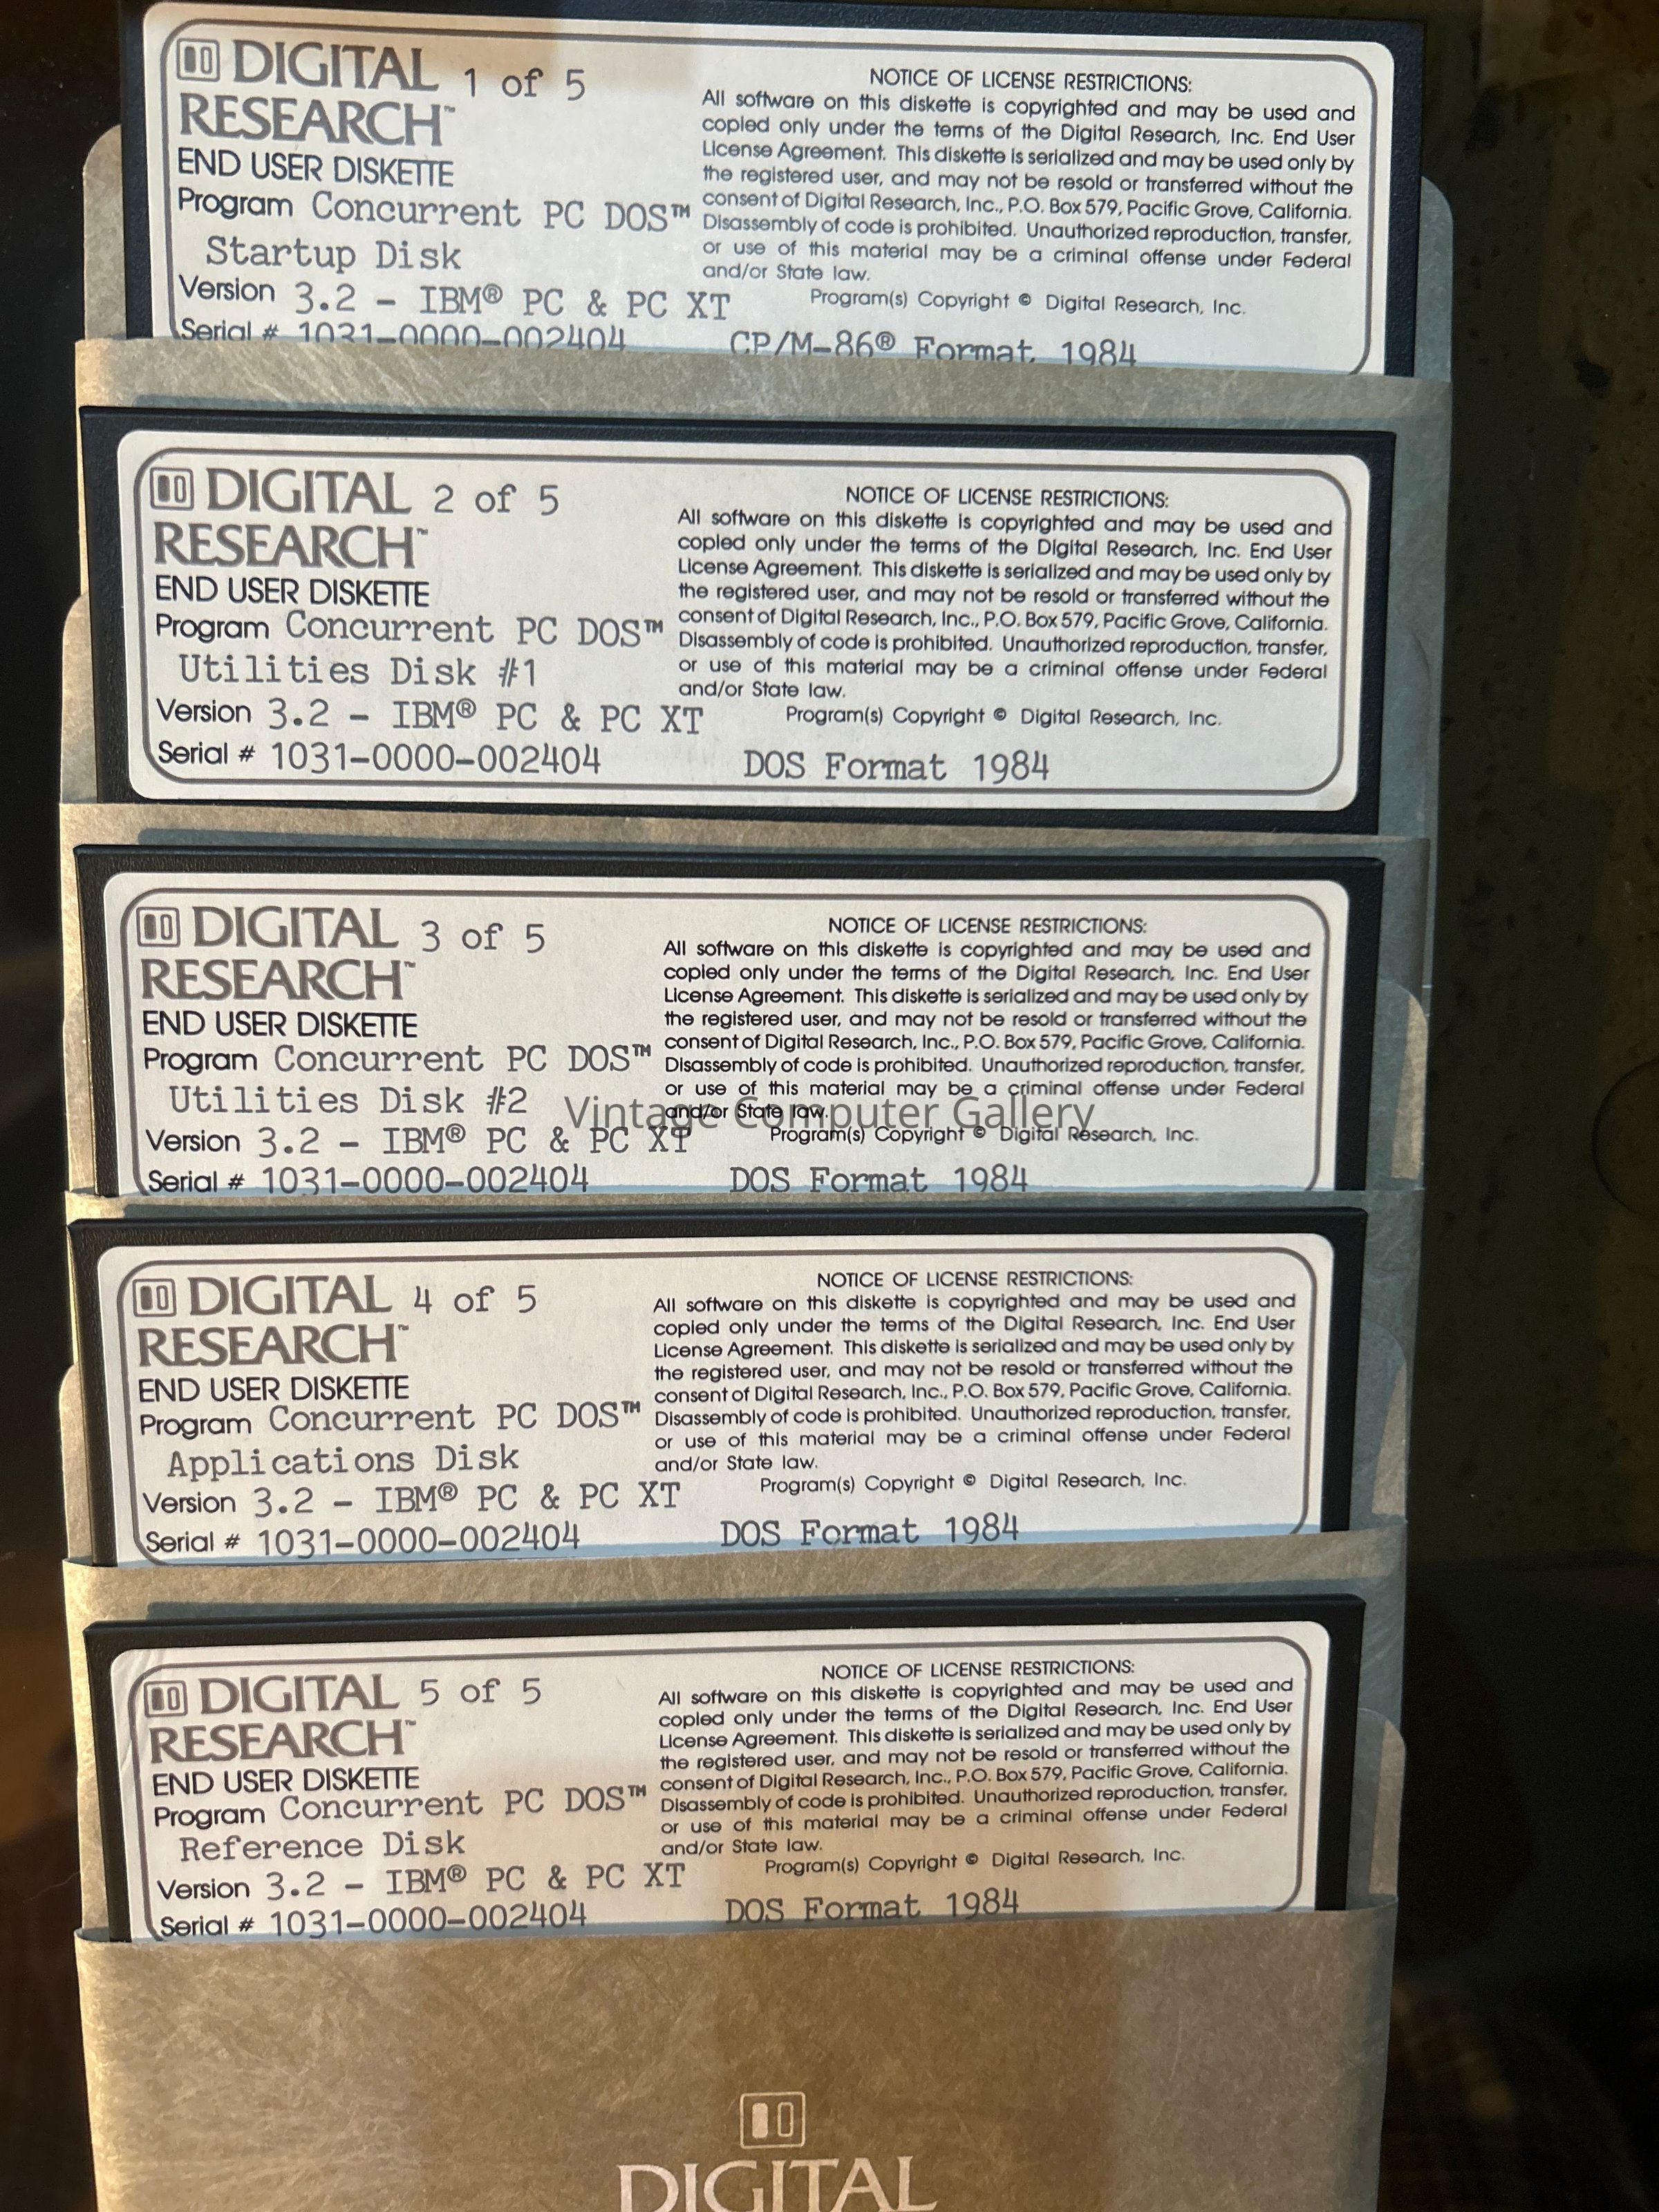 DIGITAL 1 of 5
RESEARCH™
END USER DISKETTE
Program Concurrent PC DOS™
Startup Disk
Version 3.2 - IBM® PC & PC XT
Serial # 1031-0000-002404
NOTICE OF LICENSE RESTRICTIONS:
All software on this diskette is copyrighted and may be used and
copied only under the terms of the Digital Research, Inc. End User
License Agreement. This diskette is serialized and may be used only by
the registered user, and may not be resold or transferred without the
consent of Digital Research, Inc., P.O. Box 579, Pacific Grove, California.
Disassembly of code is prohibited. Unauthorized reproduction, transfer,
or use of this material may be a criminal offense under Federal
and/or State law.
Program(s) Copyright © Digital Research, Inc.
CP/M-86® Format, 1984
DIGITAL 2 of 5
RESEARCH™
END USER DISKETTE
Program Concurrent PC DOS™
Utilities Disk #1
Version 3.2 - IBM® PC & PC XT
Serial # 1031-0000-002404
NOTICE OF LICENSE RESTRICTIONS:
All software on this diskette is copyrighted and may be used and
copied only under the terms of the Digital Research, Inc. End User
License Agreement. This diskette is serialized and may be used only by
the registered user, and may not be resold or transferred without the
consent of Digital Research, Inc., P.O. Box 579, Pacific Grove, California.
Disassembly of code is prohibited. Unauthorized reproduction, transfer,
or use of this material may be a criminal offense under Federal
and/or State law.
Program(s) Copyright © Digital Research, Inc.
DOS Format 1984
DIGITAL 3 of 5
RESEARCH™
END USER DISKETTE
Program Concurrent PC DOS™
Utilities Disk #2
Version 3.2 - IBM® PC & PC XT
Serial # 1031-0000-002404
NOTICE OF LICENSE RESTRICTIONS:
All software on this diskette is copyrighted and may be used and
copied only under the terms of the Digital Research, Inc. End User
License Agreement. This diskette is serialized and may be used only by
the registered user, and may not be resold or transferred without the
consent of Digital Research, Inc., P.O. Box 579, Pacific Grove, California.
Disassembly of code is prohibited. Unauthorized reproduction, transfer,
or use of this material may be a criminal offense under Federal
and/or State law.
Program(s) Copyright © Digital Research, Inc.
DOS Format 1984
Vintage Computer Gallery
DIGITAL 4 of 5
RESEARCH™
END USER DISKETTE
Program Concurrent PC DOS™
Applications Disk
Version 3.2 - IBM® PC & PC XT
Serial # 1031-0000-002404
NOTICE OF LICENSE RESTRICTIONS:
All software on this diskette is copyrighted and may be used and
copied only under the terms of the Digital Research, Inc. End User
License Agreement. This diskette is serialized and may be used only by
the registered user, and may not be resold or transferred without the
consent of Digital Research, Inc., P.O. Box 579, Pacific Grove, California.
Disassembly of code is prohibited. Unauthorized reproduction, transfer,
or use of this material may be a criminal offense under Federal
and/or State law.
Program(s) Copyright © Digital Research, Inc.
DOS Format 1984
DIGITAL 5 of 5
RESEARCH™
END USER DISKETTE
Program Concurrent PC DOS™
Reference Disk
Version 3.2 - IBM® PC & PC XT
Serial # 1031-0000-002404
NOTICE OF LICENSE RESTRICTIONS:
All software on this diskette is copyrighted and may be used and
copied only under the terms of the Digital Research, Inc. End User
License Agreement. This diskette is serialized and may be used only by
the registered user, and may not be resold or transferred without the
consent of Digital Research, Inc., P.O. Box 579, Pacific Grove, California.
Disassembly of code is prohibited. Unauthorized reproduction, transfer,
or use of this material may be a criminal offense under Federal
and/or State law.
Program(s) Copyright © Digital Research, Inc.
DOS Format 1984
DIGITAL